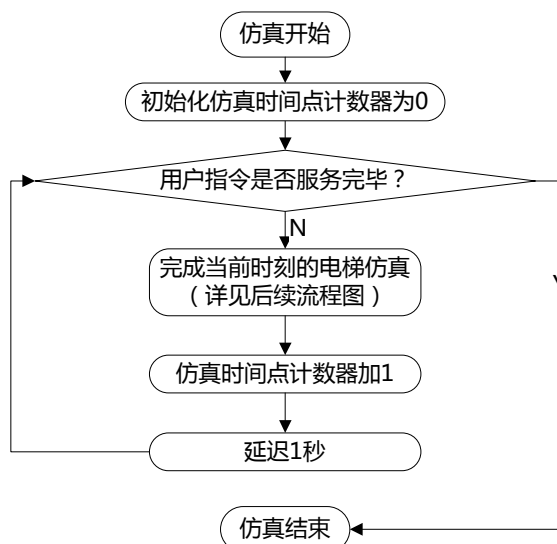 仿真开始
初始化仿真时间点计数器为0
用户指令是否服务完毕？
N
完成当前时刻的电梯仿真
（详见后续流程图）
仿真时间点计数器加1
延迟1秒
仿真结束